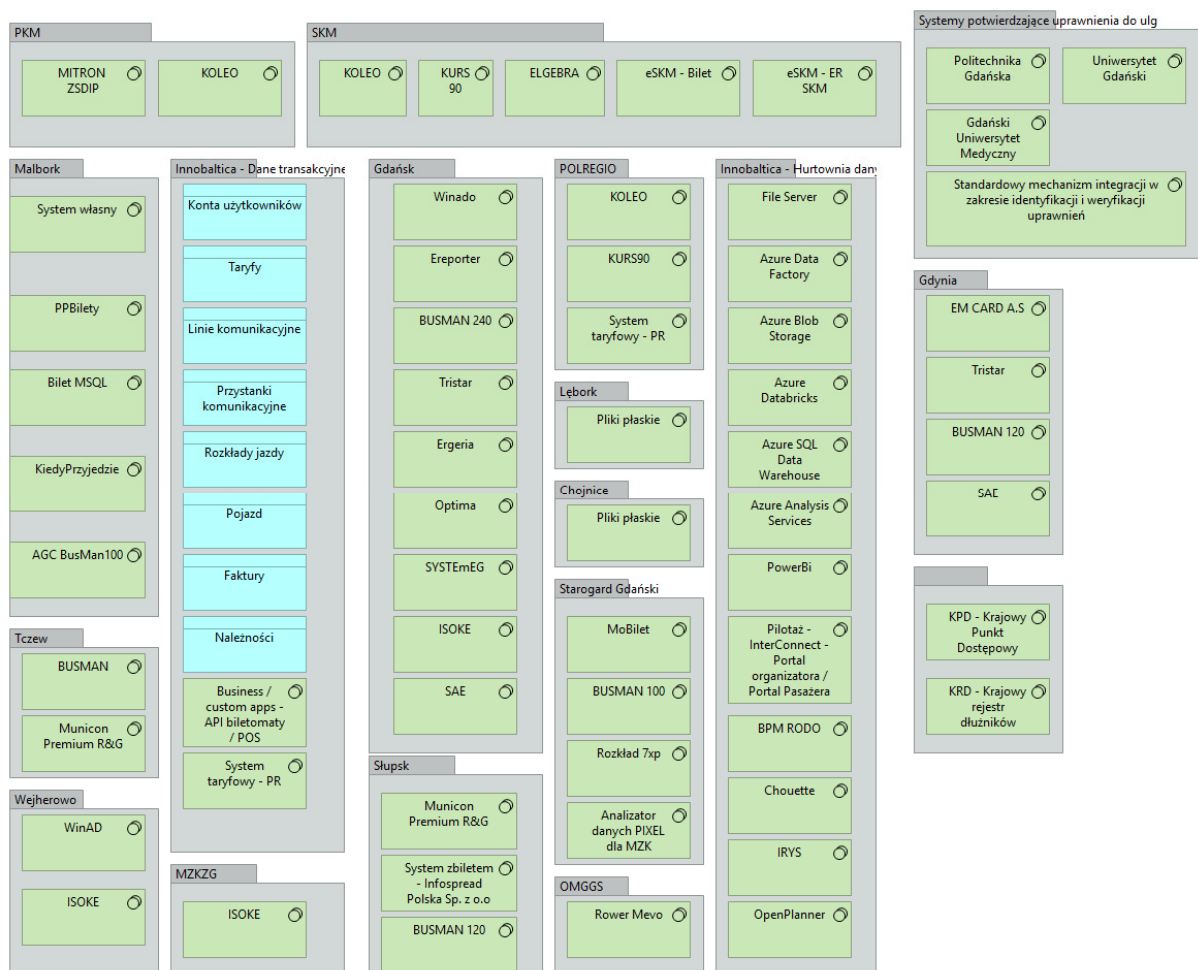 PKM
MITRON
ZSDIP
KOLEO
SKM
KOLEO
KURS
90
ELGEBRA
eSKM - Bilet
eSKM - ER
SKM
Systemy potwierdzające uprawnienia do ulg
Politechnika
Gdańska
Uniwersytet
Gdański
Gdański
Uniwersytet
Medyczny
Standardowy mechanizm integracji w
zakresie identyfikacji i weryfikacji
uprawnień
Malbork
System własny
PPBilety
Bilet MSQL
KiedyPrzyjedzie
AGC BusMan100
Tczew
BUSMAN
Municon
Premium R&G
Wejherowo
WinAD
ISOKE
Innobaltica - Dane transakcyjne
Konta użytkowników
Taryfy
Linie komunikacyjne
Przystanki
komunikacyjne
Rozkłady jazdy
Pojazd
Faktury
Należności
Business /
custom apps -
API biletomaty
/ POS
System
taryfowy - PR
MZKZG
ISOKE
Gdańsk
Winado
Ereporter
BUSMAN 240
Tristar
Ergeria
Optima
SYSTEmEG
ISOKE
SAE
Słupsk
Municon
Premium R&G
System zbiletem
- Infospread
Polska Sp. z o.o
BUSMAN 120
POLREGIO
KOLEO
KURS90
System
taryfowy - PR
Lębork
Pliki płaskie
Chojnice
Pliki płaskie
Starogard Gdański
MoBilet
BUSMAN 100
Rozkład 7xp
Analizator
danych PIXEL
dla MZK
OMGGS
Rower Mevo
Innobaltica - Hurtownia dan
File Server
Azure Data
Factory
Azure Blob
Storage
Azure
Databricks
Azure SQL
Data
Warehouse
Azure Analysis
Services
PowerBi
Pilotaż -
InterConnect -
Portal
organizatora /
Portal Pasażera
BPM RODO
Chouette
IRYS
OpenPlanner
Gdynia
EM CARD A.S
Tristar
BUSMAN 120
SAE
KPD - Krajowy
Punkt
Dostępowy
KRD - Krajowy
rejestr
dłużników